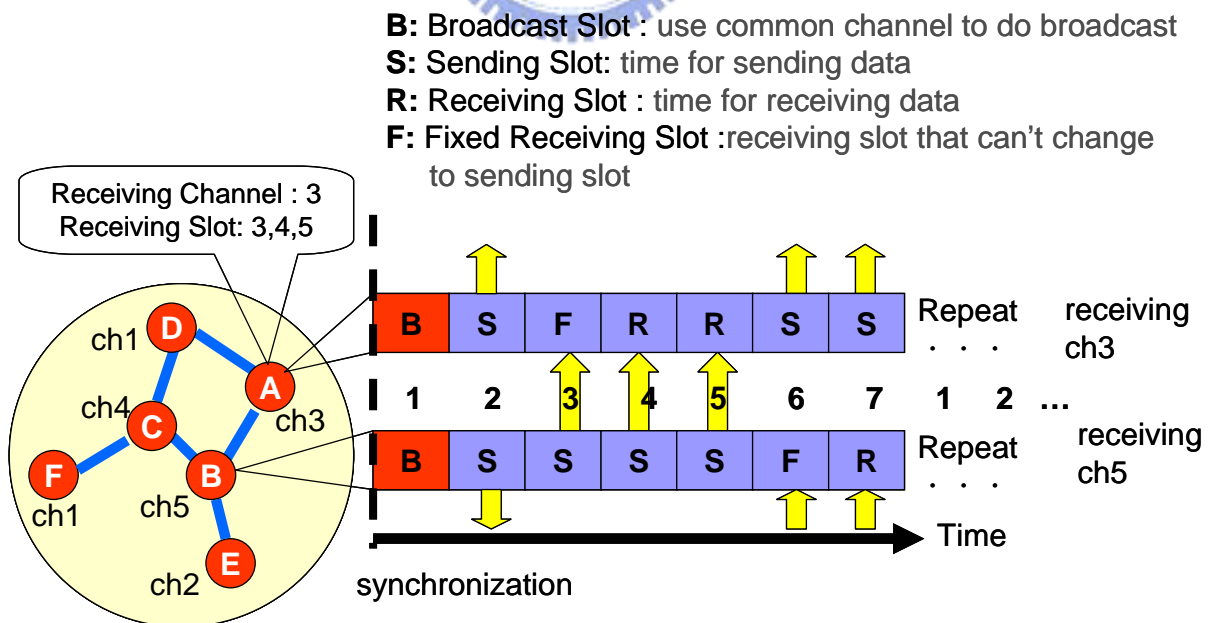 B: Broadcast Slot : use common channel to do broadcast
S: Sending Slot: time for sending data
R: Receiving Slot : time for receiving data
F: Fixed Receiving Slot :receiving slot that can't change
to sending slot
Receiving Channel : 3
Receiving Slot: 3,4,5
B S F R R S S
Repeat
. . .
receiving
ch3
1 2 3 4 5 6 7 1 2 ...
B S S S S F R
Repeat
. . .
receiving
ch5
Time
synchronization
D
ch1
A
ch3
ch4
C
F
ch1
B
ch5
E
ch2